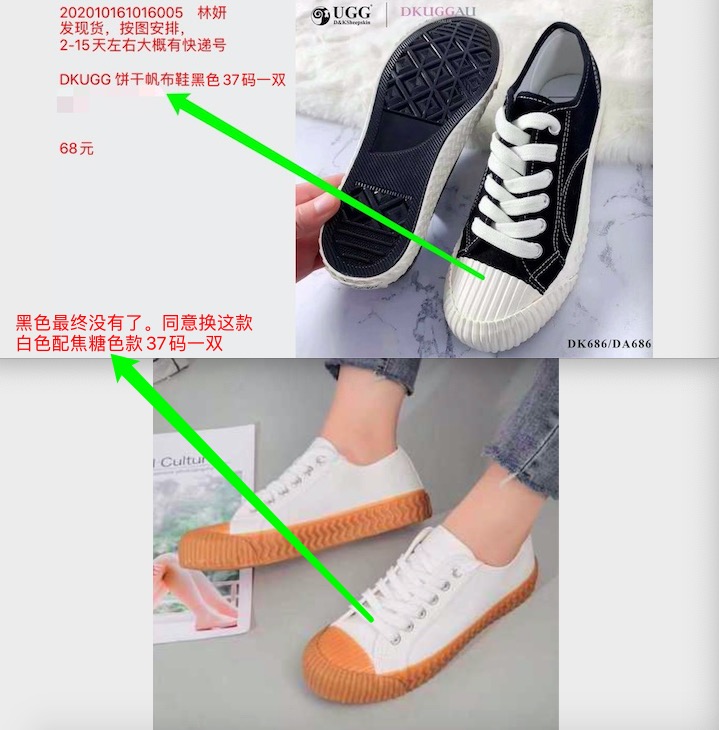 202010161016005 林妍
发现货，按图安排，
2-15天左右大概有快递号
DKUGG 饼干帆布鞋黑色37码一双
68元
UGG®
D&KSheepskin
DKUGGAU
DK686/DA686
黑色最终没有了。同意换这款
白色配焦糖色款37码一双
l Cultur